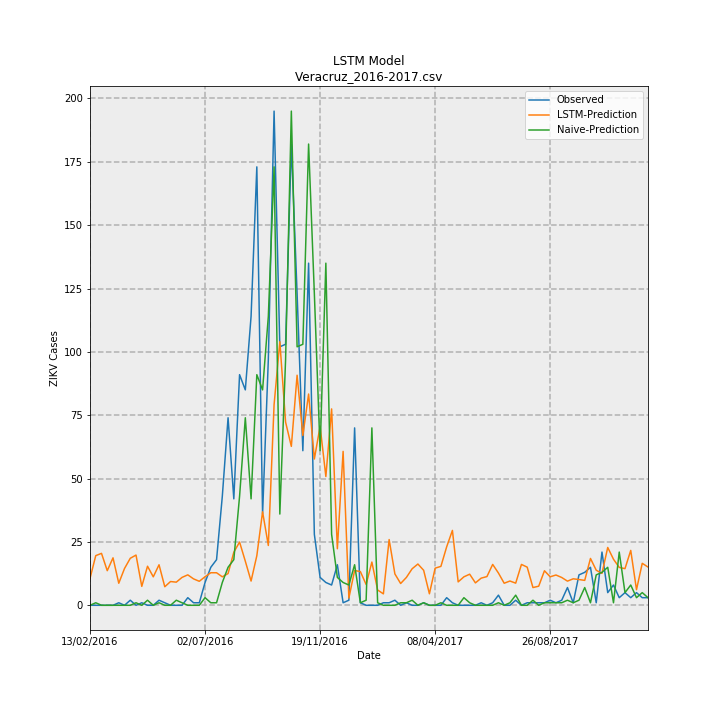 LSTM Model
Veracruz_2016-2017.csv
Observed
LSTM-Prediction
Naive-Prediction
200
175
150
125
100
75
50
25
0
ZIKV Cases
13/02/2016 02/07/2016 19/11/2016 08/04/2017 26/08/2017
Date